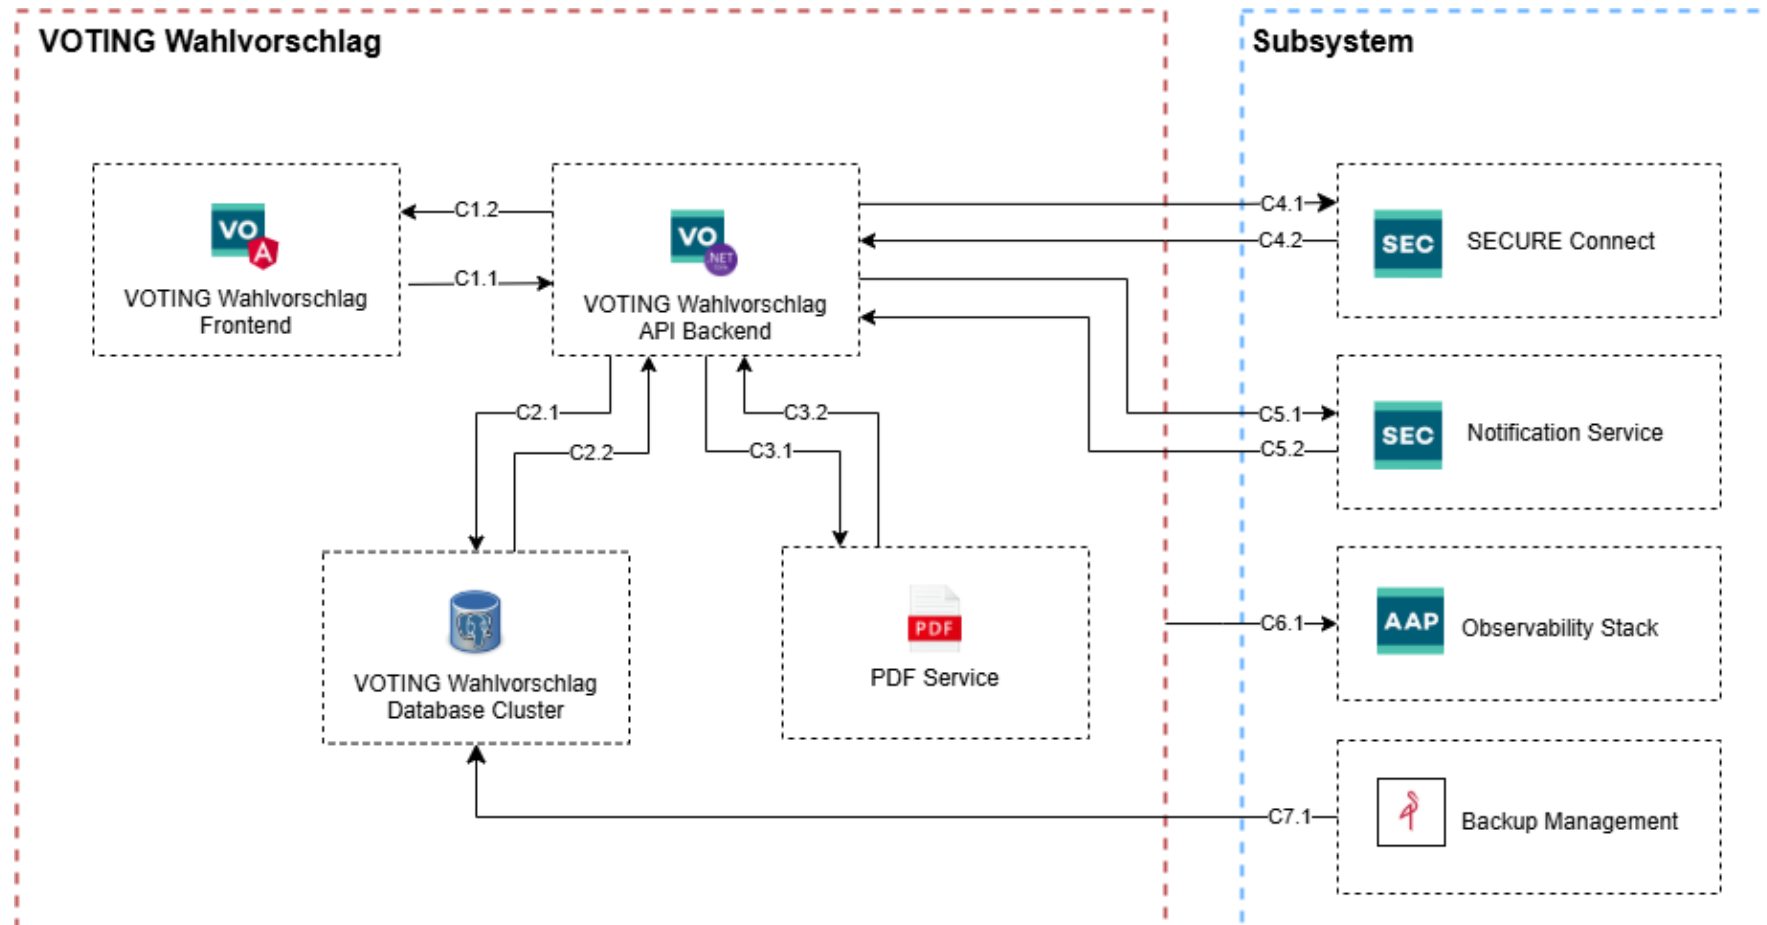 VOTING Wahlvorschlag
Subsystem
VO
A
VOTING Wahlvorschlag
Frontend
C1.2
C1.1
VO
.NET
VOTING Wahlvorschlag
API Backend
C4.1
C4.2
SEC
SECURE Connect
C2.1
C2.2
C3.2
C3.1
C5.1
C5.2
SEC
Notification Service
VOTING Wahlvorschlag
Database Cluster
PDF
PDF Service
C6.1
AAP
Observability Stack
C7.1
Backup Management